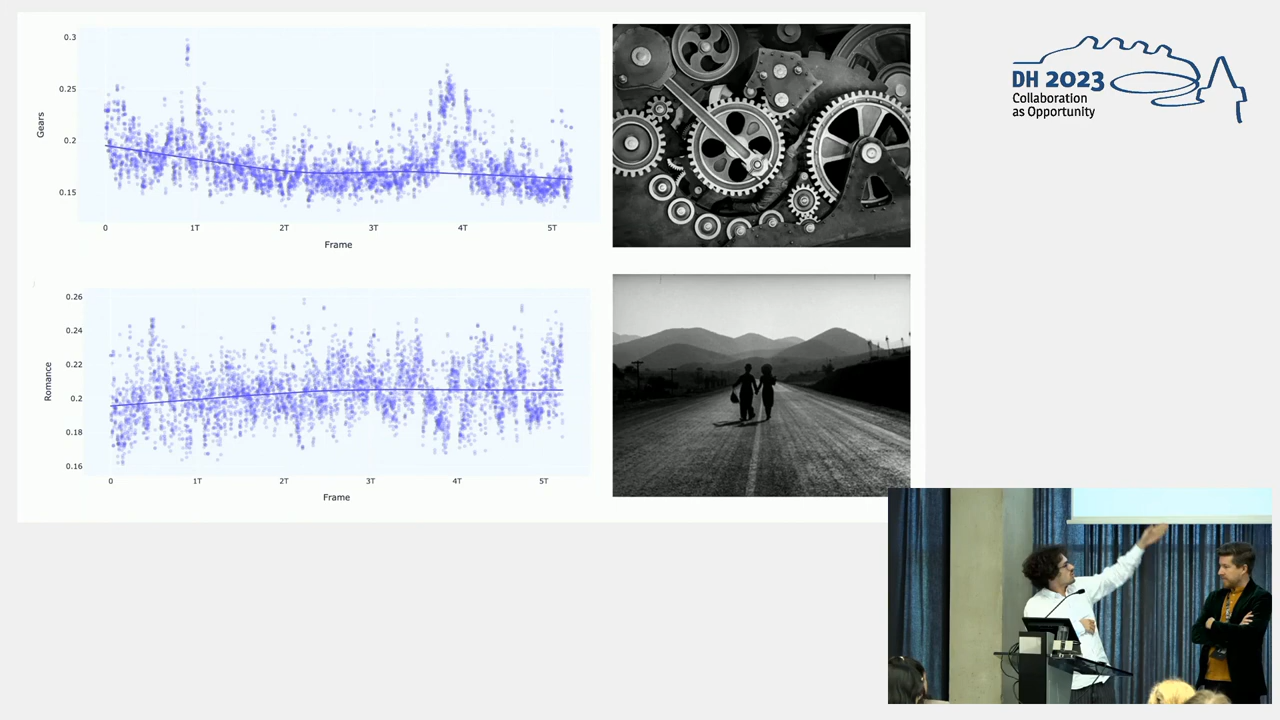 0.3
0.25
0.2
0.15
Gears
0
1T
2T
3T
4T
5T
Frame
0.26
0.24
0.22
0.2
0.18
0.16
Romance
0
1T
2T
3T
4T
5T
Frame
DH 2023
Collaboration
as Opportunity